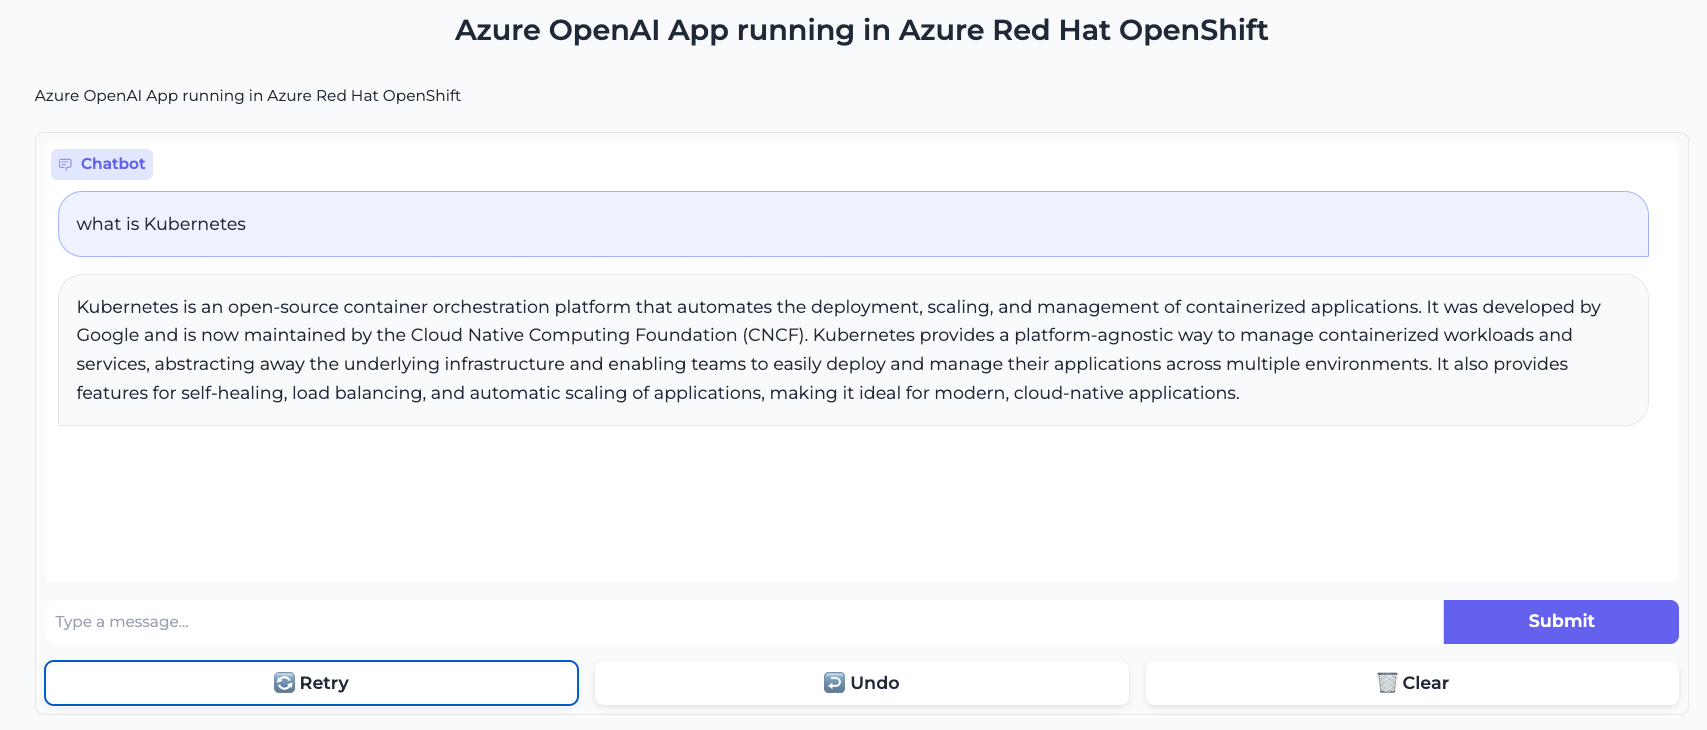 Azure OpenAI App running in Azure Red Hat OpenShift
Azure OpenAI App running in Azure Red Hat OpenShift
Chatbot
what is Kubernetes
Kubernetes is an open-source container orchestration platform that automates the deployment, scaling, and management of containerized applications. It was developed by
Google and is now maintained by the Cloud Native Computing Foundation (CNCF). Kubernetes provides a platform-agnostic way to manage containerized workloads and
services, abstracting away the underlying infrastructure and enabling teams to easily deploy and manage their applications across multiple environments. It also provides
features for self-healing, load balancing, and automatic scaling of applications, making it ideal for modern, cloud-native applications.
Type a message...
Submit
Retry
Undo
Clear